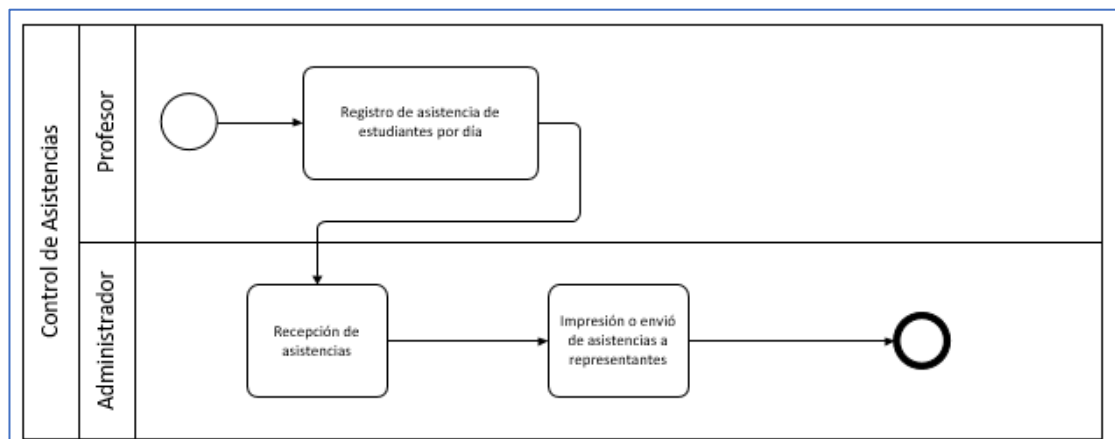 Control de Asistencias
Profesor
Registro de asistencia de
estudiantes por día
Administrador
Recepción de
asistencias
Impresión o envió
de asistencias a
representantes